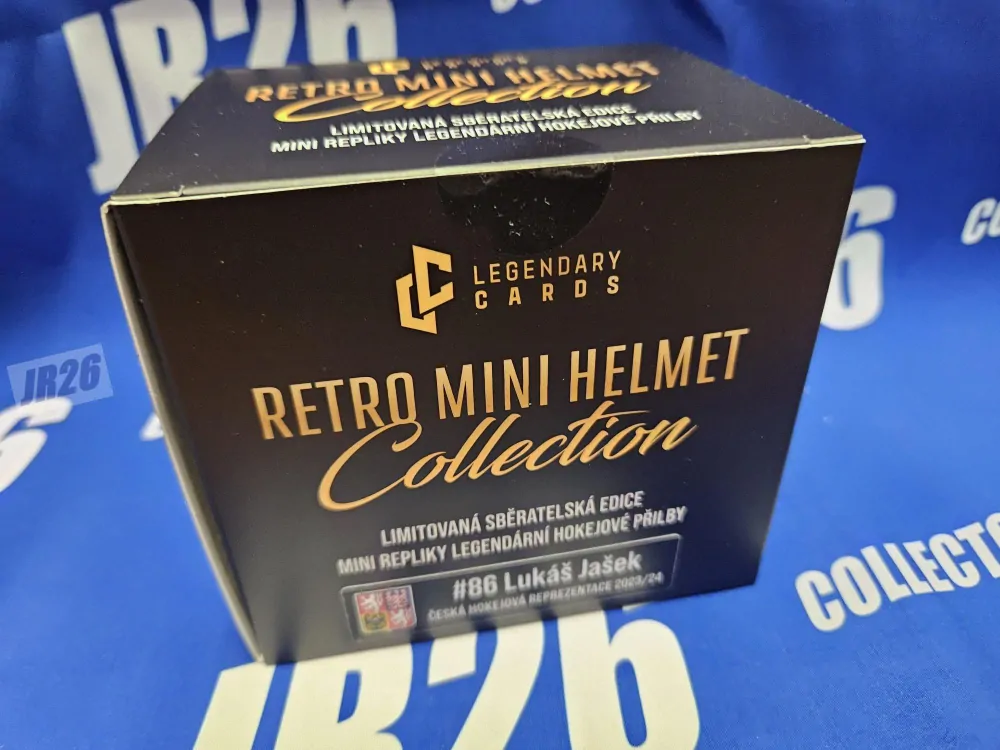 JR26
RETRO MINI HELMET
Collection
LIMITOVANÁ SBĚRATELSKÁ EDICE
MINI REPLIKY LEGENDÁRNÍ HOKEJOVÉ PŘILBY
LEGENDARY
CARDS
RETRO MINI HELMET
Collection
LIMITOVANÁ SBĚRATELSKÁ EDICE
MINI REPLIKY LEGENDÁRNÍ HOKEJOVÉ PŘILBY
#86 Lukáš Jašek
ČESKÁ HOKEJOVÁ REPREZENTACE 2023/24
JR26
JR26